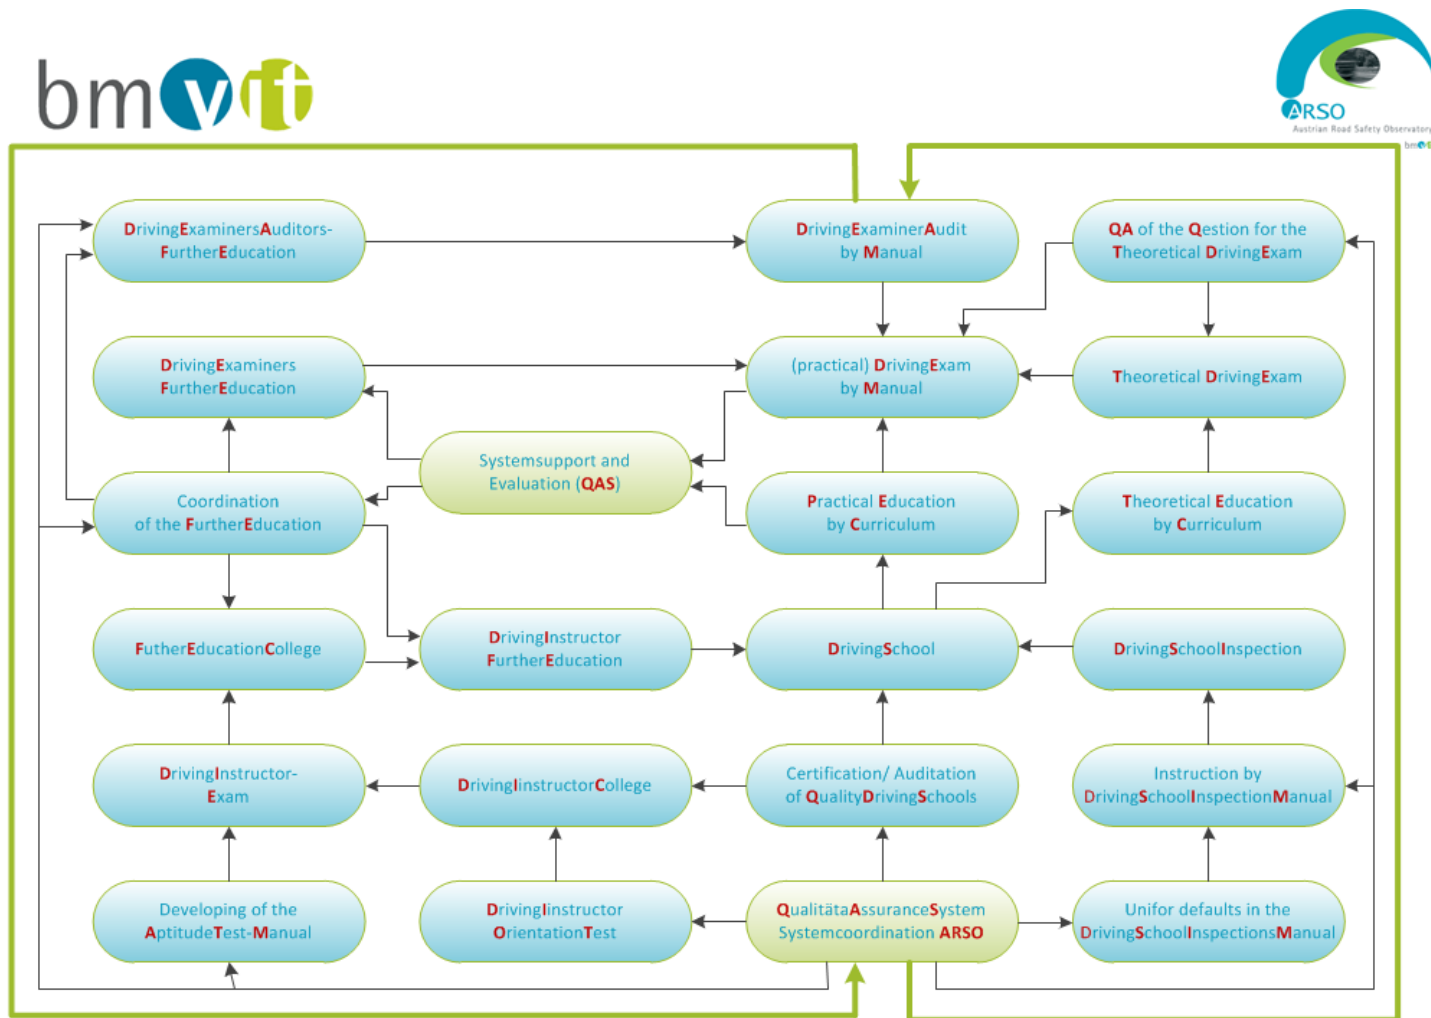 bmvit
ARSO
Austrian Road Safety Observatory
bmvit
DrivingExaminersAuditors-
FurtherEducation
DrivingExaminerAudit
by Manual
QA of the Qestion for the
Theoretical DrivingExam
DrivingExaminers
FurtherEducation
(practical) DrivingExam
by Manual
Theoretical DrivingExam
Systemsupport and
Evaluation (QAS)
Coordination
of the FurtherEducation
Practical Education
by Curriculum
Theoretical Education
by Curriculum
FutherEducationCollege
DrivingInstructor
FurtherEducation
DrivingSchool
DrivingSchoolInspection
DrivingInstructor-
Exam
DrivingIinstructorCollege
Certification/ Auditation
of QualityDrivingSchools
Instruction by
DrivingSchoolInspectionManual
Developing of the
AptitudeTest-Manual
DrivingIinstructor
OrientationTest
QualitätaAssuranceSystem
Systemcoordination ARSO
Unifor defaults in the
DrivingSchoolInspectionsManual